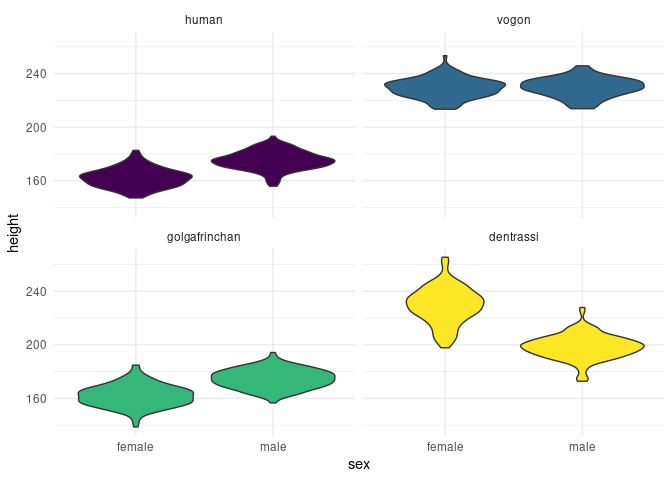 human
vogon
240
200
160
height
golgafrinchan
dentrassi
240
200
160
female
male
female
male
sex